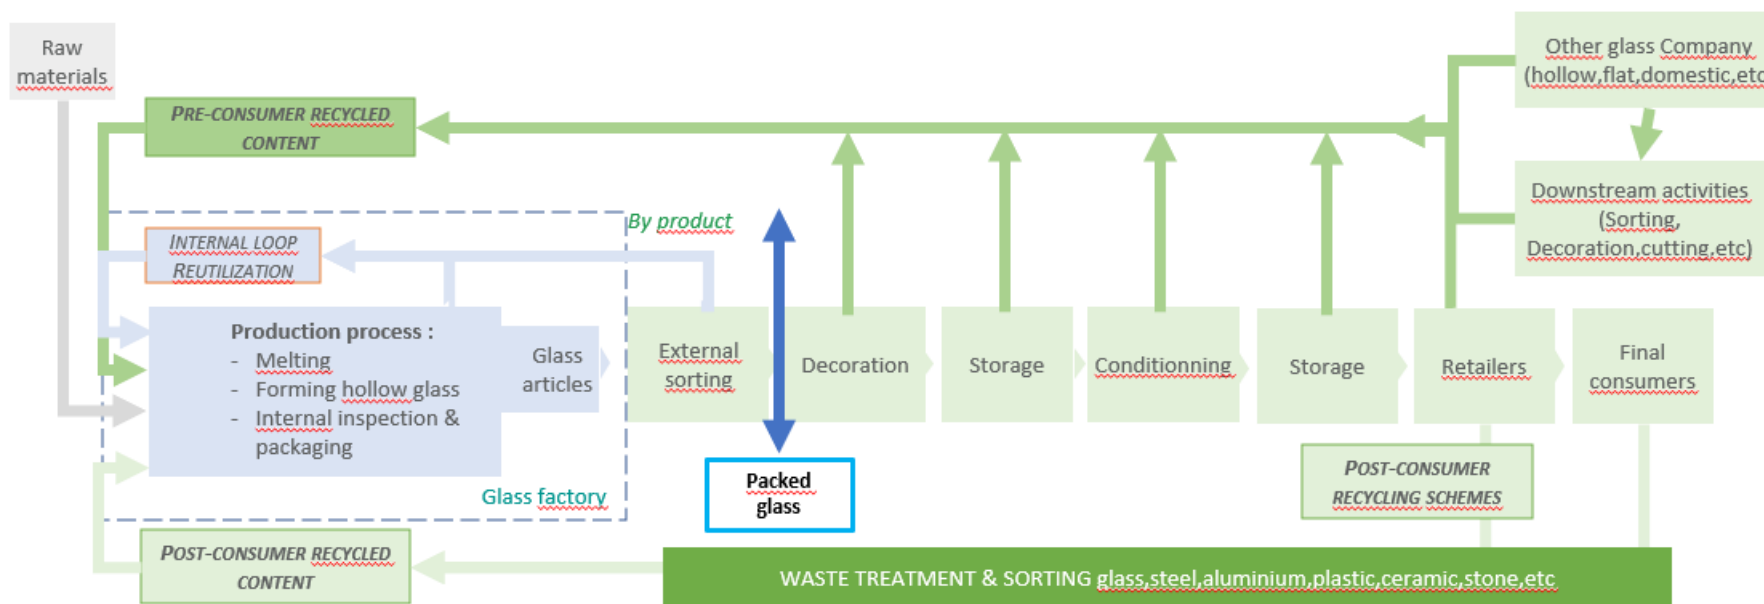 Raw
materials
Other glass Company
(hollow,flat,domestic,etc
PRE-CONSUMER RECYCLED
CONTENT
Downstream activities
(Sorting,
Decoration,cutting,etc)
By product
INTERNAL LOOP
REUTILIZATION
Production process :
- Melting
- Forming hollow glass
- Internal inspection &
packaging
Glass
articles
External
sorting
Decoration
Storage
Conditionning
Storage
Retailers
Final
consumers
Glass factory
Packed
glass
POST-CONSUMER
RECYCLING SCHEMES
POST-CONSUMER RECYCLED
CONTENT
WASTE TREATMENT & SORTING glass,steel,aluminium,plastic,ceramic,stone,etc